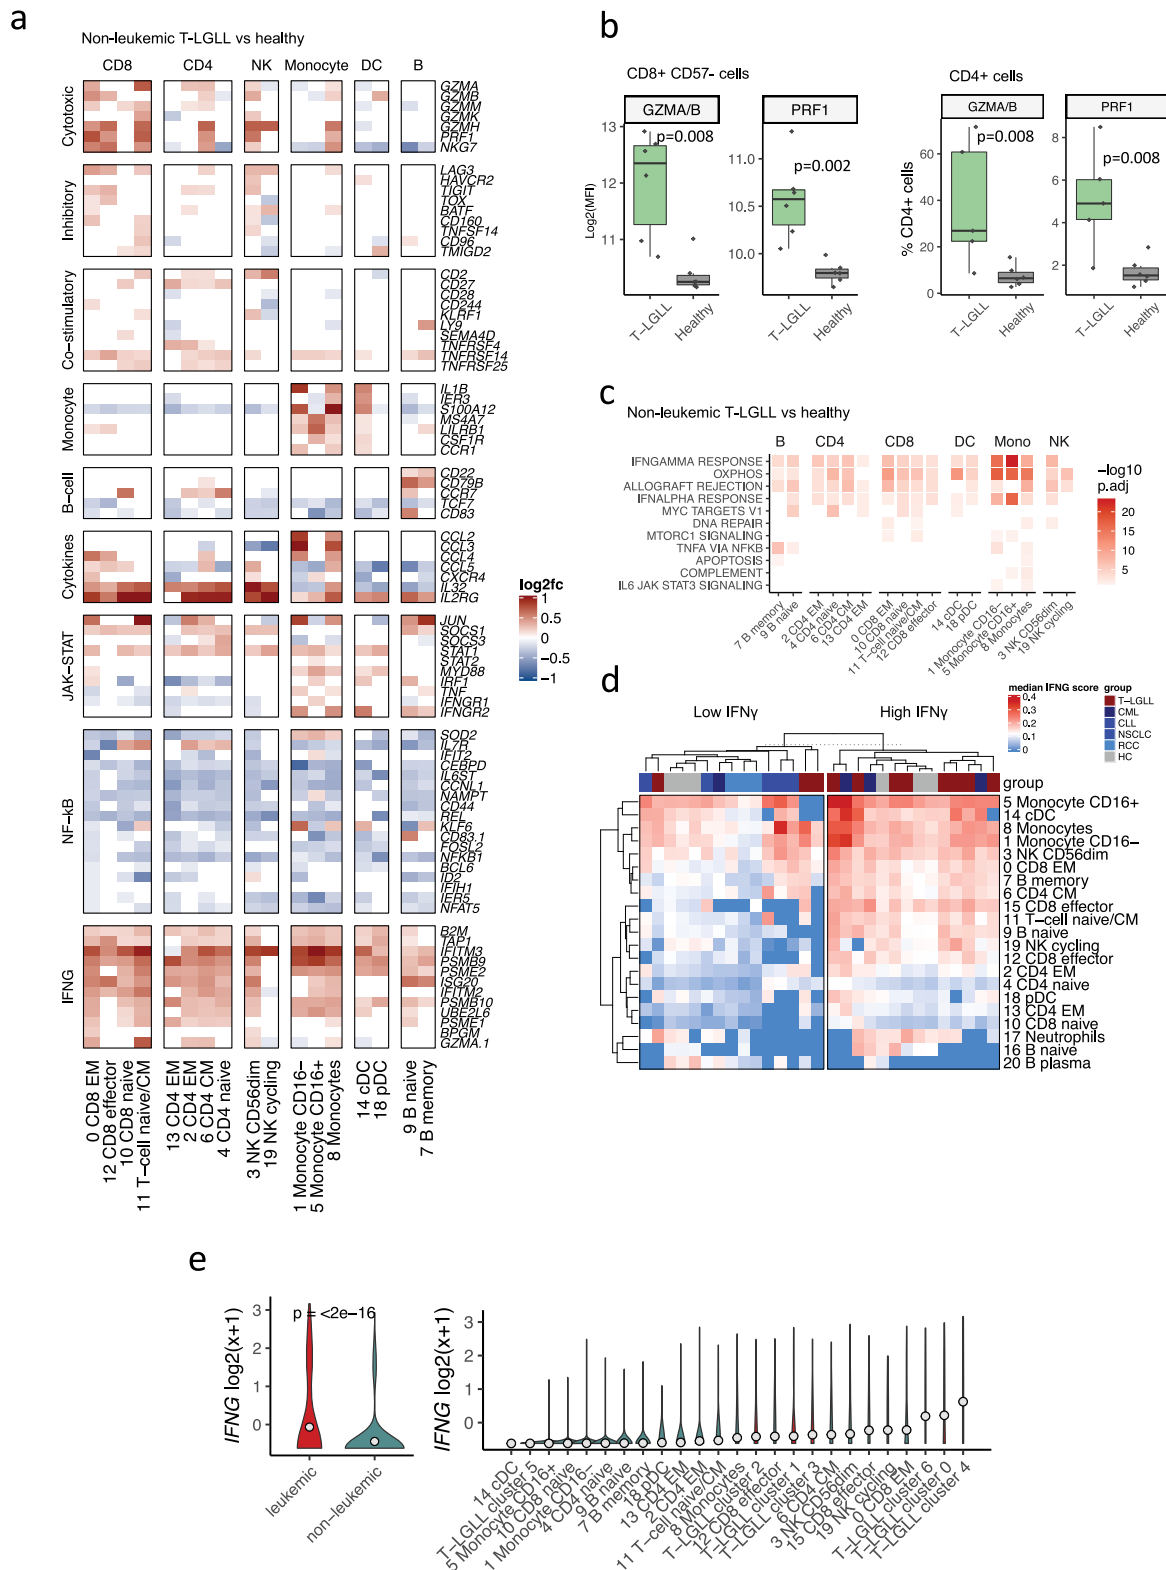 a
Non-leukemic T-LGLL vs healthy
CD8 CD4 NK Monocyte DC B
Cytotoxic
GZMA
GZMB
GZMM
GZMK
GZMH
PRF1
NKG7
Inhibitory
LAG3
HAVCR2
TIGIT
TOX
BATF
CD160
TNFSF14
CD96
TMIGD2
Co−stimulatory
CD2
CD27
CD28
CD244
KLRF1
LY9
SEMA4D
TNFRSF4
TNFRSF14
TNFRSF25
Monocyte
IL1B
IER3
S100A12
MS4A7
LILRB1
CSF1R
CCR1
B−cell
CD22
CD79B
CCR7
TCF7
CD83
Cytokines
CCL2
CCL3
CCL4
CCL5
CXCR4
IL32
IL2RG
JAK−STAT
JUN
SOCS1
SOCS3
STAT1
STAT2
MYD88
IRF1
TNF
IFNGR1
IFNGR2
NF−kB
SOD2
IL7R
IFIT2
CEBPD
IL6ST
CCNL1
NAMPT
CD44
REL
KLF6
CD83.1
FOSL2
NFKB1
BCL6
ID2
IFIH1
IER5
NFAT5
IFNG
B2M
TAP1
IFITM3
PSMB9
PSME2
ISG20
IFITM2
PSMB10
UBE2L6
PSME1
BPGM
GZMA.1
0 CD8 EM
12 CD8 effector
10 CD8 naive
11 T−cell naive/CM
13 CD4 EM
2 CD4 EM
6 CD4 CM
4 CD4 naive
3 NK CD56dim
19 NK cycling
1 Monocyte CD16−
5 Monocyte CD16+
8 Monocytes
14 cDC
18 pDC
9 B naive
7 B memory
log2fc
1
0.5
0
−0.5
−1
b
CD8+ CD57- cells
CD4+ cells
GZMA/B
PRF1
GZMA/B
PRF1
p=0.008
p=0.002
p=0.008
p=0.008
Log2(MFI)
13
12
11
11.0
10.5
10.0
% CD4+ cells
60
40
20
0
8
6
4
2
T−LGLL
Healthy
T−LGLL
Healthy
T−LGLL
Healthy
T−LGLL
Healthy
c
Non-leukemic T-LGLL vs healthy
B CD4 CD8 DC Mono NK
IFNGAMMA RESPONSE
OXPHOS
ALLOGRAFT REJECTION
IFNALPHA RESPONSE
MYC TARGETS V1
DNA REPAIR
MTORC1 SIGNALING
TNFA VIA NFKB
APOPTOSIS
COMPLEMENT
IL6 JAK STAT3 SIGNALING
7 B memory
9 B naive
2 CD4 EM
4 CD4 naive
6 CD4 CM
13 CD4 EM
0 CD8 EM
10 CD8 naive
11 T−cell naive/CM
12 CD8 effector
14 cDC
18 pDC
1 Monocyte CD16−
5 Monocyte CD16+
8 Monocytes
3 NK CD56dim
19 NK cycling
−log10
p.adj
20
15
10
5
d
Low IFNγ
High IFNγ
median IFNG score
0.4
0.3
0.2
0.1
0
group
T−LGLL
CML
CLL
NSCLC
RCC
HC
group
5 Monocyte CD16+
14 cDC
8 Monocytes
1 Monocyte CD16−
3 NK CD56dim
0 CD8 EM
7 B memory
6 CD4 CM
15 CD8 effector
11 T−cell naive/CM
9 B naive
19 NK cycling
12 CD8 effector
2 CD4 EM
4 CD4 naive
18 pDC
13 CD4 EM
10 CD8 naive
17 Neutrophils
16 B naive
20 B plasma
e
IFNG log2(x+1)
3
2
1
0
p = <2e−16
leukemic
non−leukemic
IFNG log2(x+1)
3
2
1
0
14 cDC
T−LGLL cluster 5
5 Monocyte CD16+
10 CD8 naive
1 Monocyte CD16−
4 CD4 naive
9 B naive
7 B memory
18 pDC
13 CD4 EM
2 CD4 EM
11 T−cell naive/CM
8 Monocytes
T−LGLL cluster 2
12 CD8 effector
T−LGLL cluster 1
T−LGLL cluster 3
6 CD4 CM
3 NK CD56dim
15 CD8 effector
19 NK cycling
0 CD8 EM
T−LGLL cluster 6
T−LGLL cluster 0
T−LGLL cluster 4